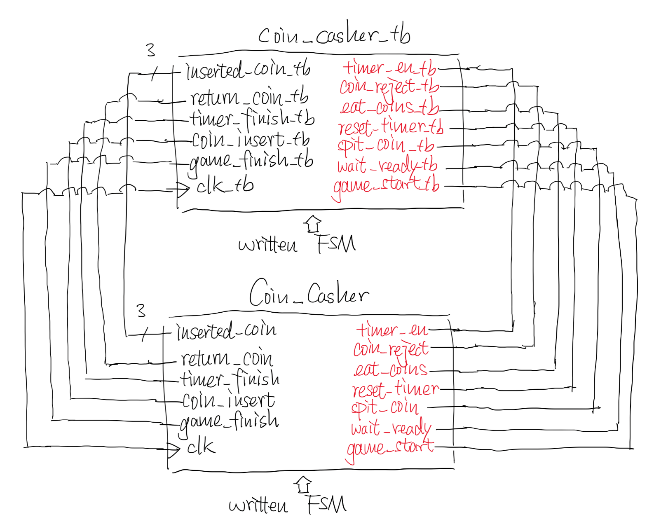 Coin_casher_tb
3
inserted_coin_tb timer_en_tb
coin_reject_tb
return_coin_tb eat_coins_tb
timer_finish_tb reset_timer_tb
coin_insert_tb spit_coin_tb
game_finish_tb wait_ready_tb
clk_tb game_start_tb
written FSM
Coin_Casher
3
inserted_coin timer_en
coin_reject
return_coin eat_coins
timer_finish reset_timer
coin_insert spit_coin
game_finish wait_ready
clk game_start
written FSM